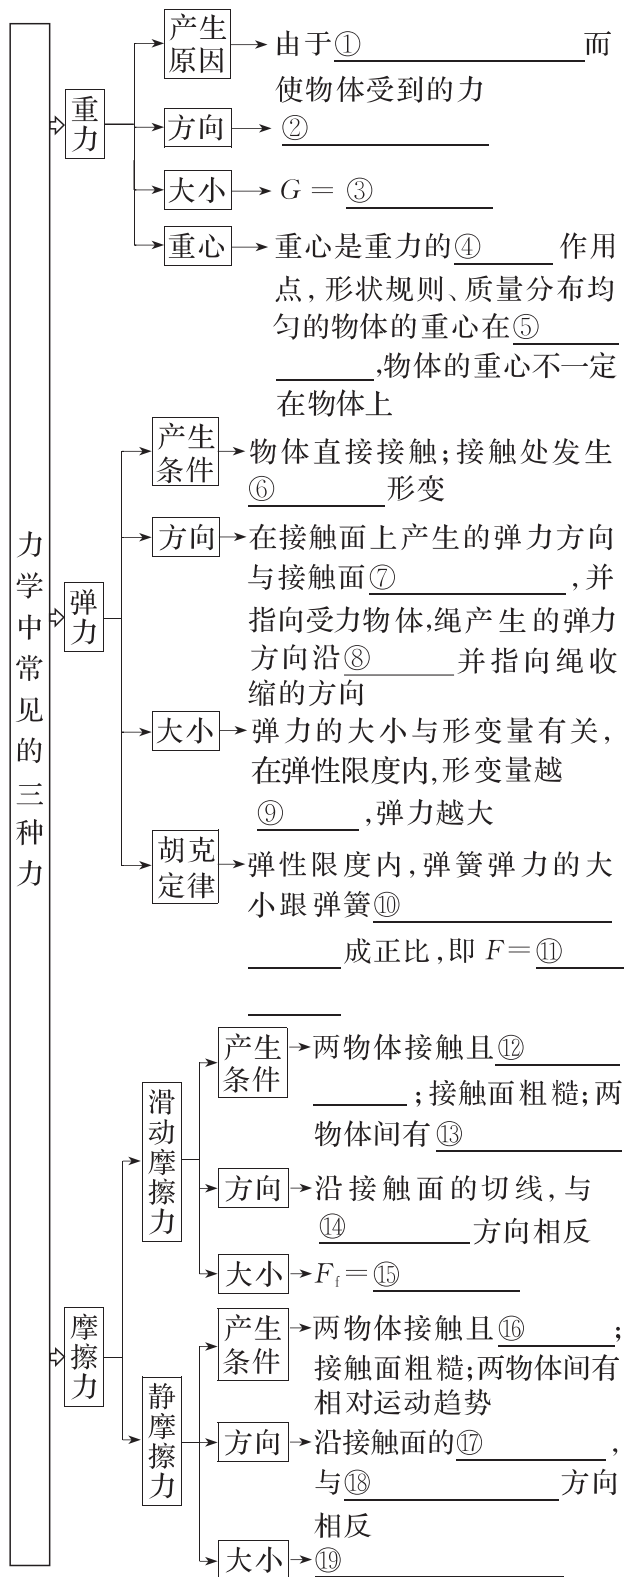 力学中常见的三种力
重力
产生
原因
由于①而
使物体受到的力
方向
②
大小
G=③
重心
重心是重力的④作用
点,形状规则、质量分布均
匀的物体的重心在⑤
,物体的重心不一定
在物体上
弹力
产生
条件
物体直接接触;接触处发生
⑥形变
方向
在接触面上产生的弹力方向
与接触面⑦,并
指向受力物体,绳产生的弹力
方向沿⑧并指向绳收
缩的方向
大小
弹力的大小与形变量有关,
在弹性限度内,形变量越
⑨,弹力越大
胡克
定律
弹性限度内,弹簧弹力的大
小跟弹簧⑩
成正比,即 F=⑪
摩擦力
滑动摩擦力
产生
条件
两物体接触且⑫
;接触面粗糙;两
物体间有⑬
方向
沿接触面的切线,与
⑭方向相反
大小
Ff=⑮
静摩擦力
产生
条件
两物体接触且⑯;
接触面粗糙;两物体间有
相对运动趋势
方向
沿接触面的⑰,
与⑱方向
相反
大小
⑲